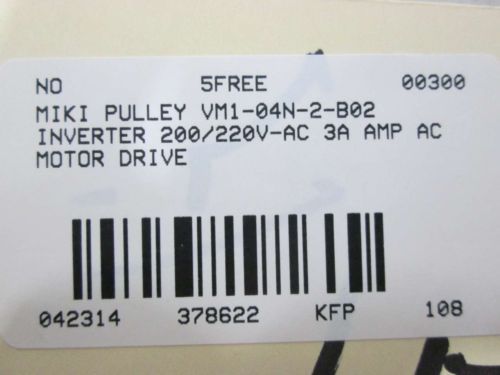 NO 5FREE 00300
MIKI PULLEY VM1-04N-2-B02
INVERTER 200/220V-AC 3A AMP AC
MOTOR DRIVE
042314 378622 KFP 108